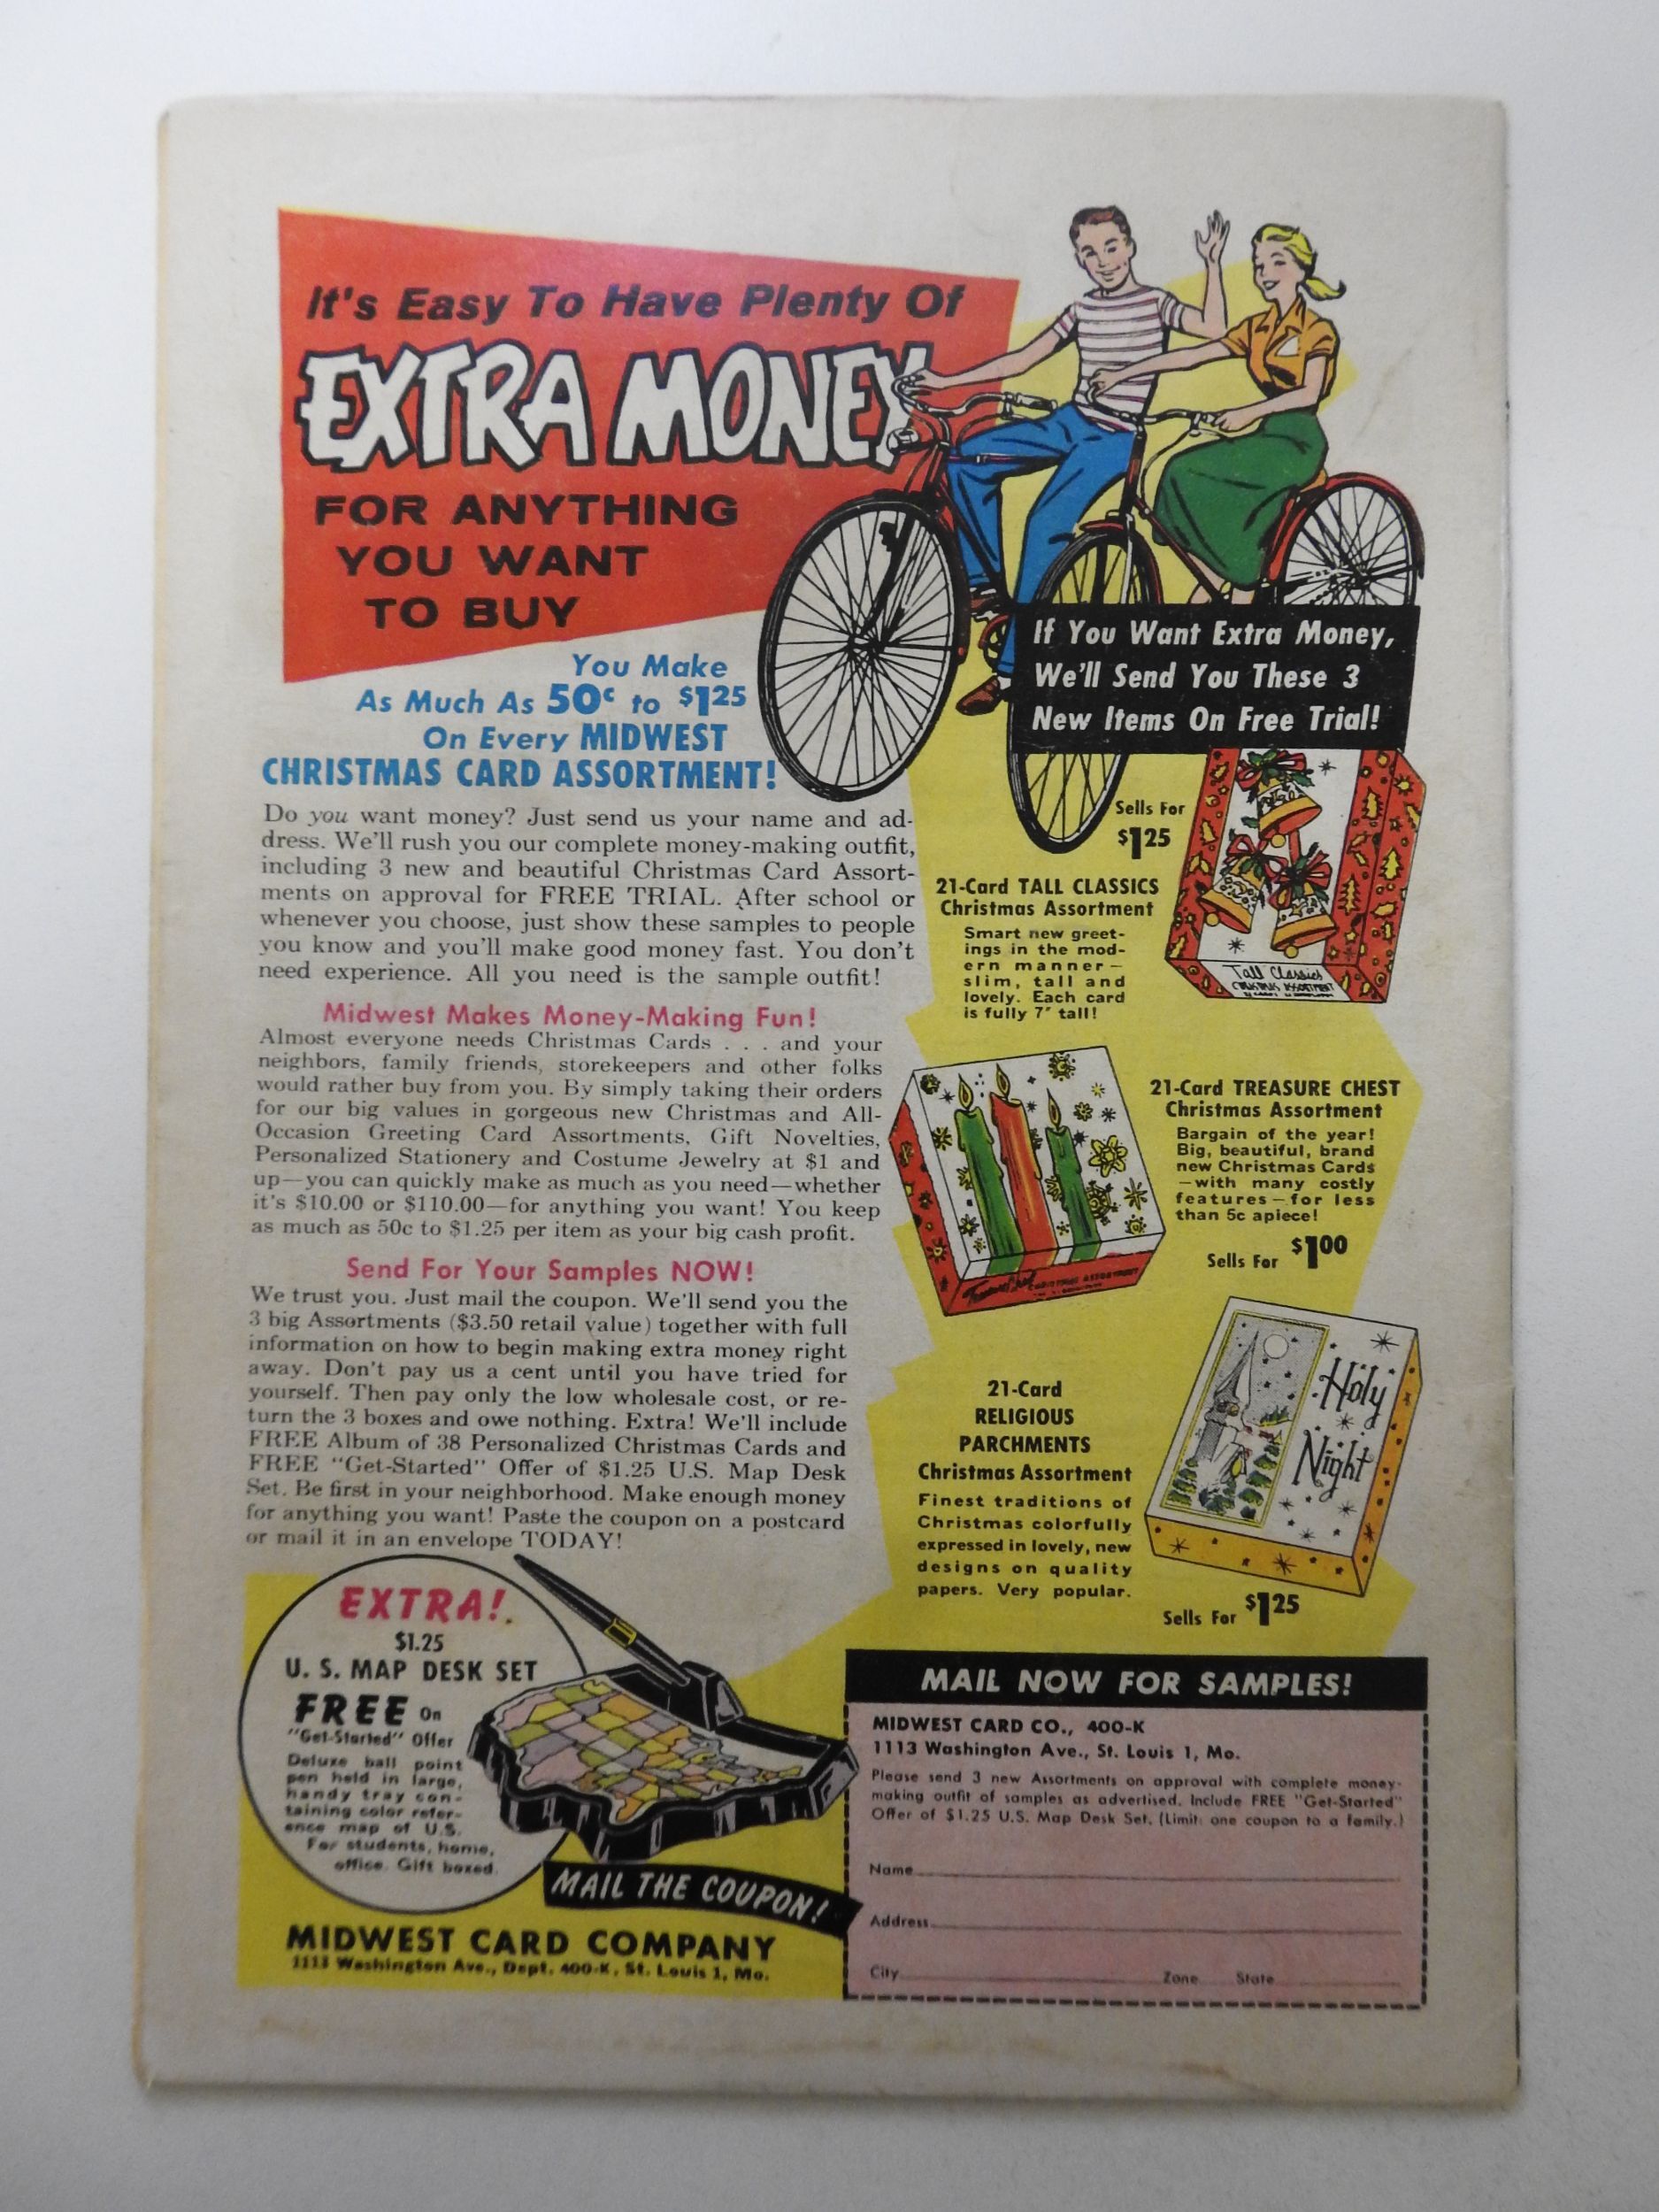 It's Easy To Have Plenty Of
EXTRA MONEY
FOR ANYTHING
YOU WANT
TO BUY
You Make
As Much As 50c to $125
On Every MIDWEST
CHRISTMAS CARD ASSORTMENT!
Do you want money? Just send us your name and ad-
dress. We'll rush you our complete money-making outfit,
including 3 new and beautiful Christmas Card Assort-
ments on approval for FREE TRIAL. After school or
whenever you choose, just show these samples to people
you know and you'll make good money fast. You don't
need experience. All you need is the sample outfit!
Midwest Makes Money-Making Fun!
Almost everyone needs Christmas Cards . . . and your
neighbors, family friends, storekeepers and other folks
would rather buy from you. By simply taking their orders
for our big values in gorgeous new Christmas and All-
Occasion Greeting Card Assortments, Gift Novelties,
Personalized Stationery and Costume Jewelry at $1 and
up—you can quickly make as much as you need—whether
it's $10.00 or $110.00—for anything you want! You keep
as much as 50c to $1.25 per item as your big cash profit.
Send For Your Samples NOW!
We trust you. Just mail the coupon. We'll send you the
3 big Assortments ($3.50 retail value) together with full
information on how to begin making extra money right
away. Don't pay us a cent until you have tried for
yourself. Then pay only the low wholesale cost, or re-
turn the 3 boxes and owe nothing. Extra! We'll include
FREE Album of 38 Personalized Christmas Cards and
FREE "Get-Started" Offer of $1.25 U.S. Map Desk
Set. Be first in your neighborhood. Make enough money
for anything you want! Paste the coupon on a postcard
or mail it in an envelope TODAY!
If You Want Extra Money,
We'll Send You These 3
New Items On Free Trial!
Sells For
$125
21-Card TALL CLASSICS
Christmas Assortment
Smart new greet-
ings in the mod-
ern manner—
slim, tall and
lovely. Each card
is fully 7" tall!
Tall Classics
CHRISTMAS ASSORTMENT
21-Card TREASURE CHEST
Christmas Assortment
Bargain of the year!
Big, beautiful, brand
new Christmas Cards
—with many costly
features—for less
than 5c apiece!
Sells For $100
CHRISTMAS ASSORTMENT
21-Card
RELIGIOUS
PARCHMENTS
Christmas Assortment
Finest traditions of
Christmas colorfully
expressed in lovely, new
designs on quality
papers. Very popular.
Sells For $125
Holy
Night
EXTRA!
$1.25
U. S. MAP DESK SET
FREE On
"Get-Started" Offer
Deluxe ball point
pen held in large,
handy tray con-
taining color refer-
ence map of U.S.
For students, home,
office. Gift boxed.
MAIL THE COUPON!
MIDWEST CARD COMPANY
1113 Washington Ave., Dept. 400-K, St. Louis 1, Mo.
MAIL NOW FOR SAMPLES!
MIDWEST CARD CO., 400-K
1113 Washington Ave., St. Louis 1, Mo.
Please send 3 new Assortments on approval with complete money-
making outfit of samples as advertised. Include FREE "Get-Started"
Offer of $1.25 U.S. Map Desk Set. (Limit: one coupon to a family.)
Name
Address
City Zone State